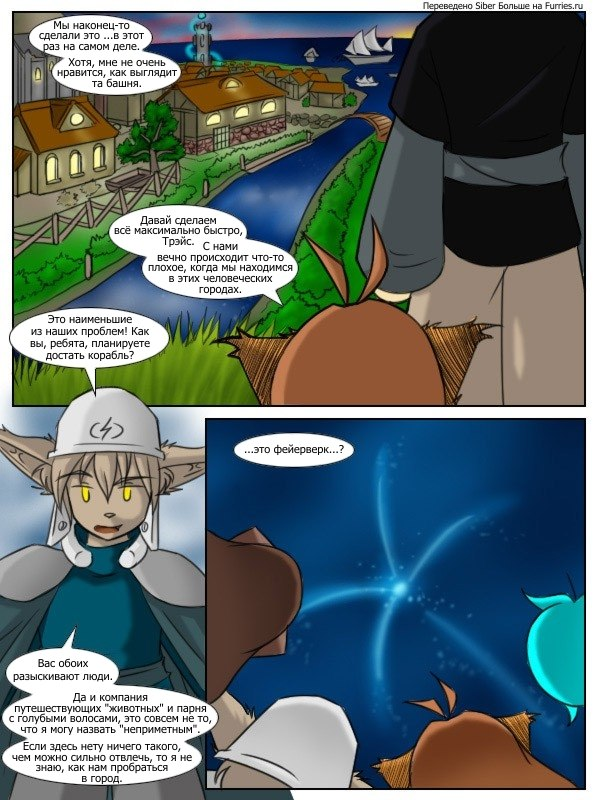 Переведено Siber Больше на Furries.ru
Мы наконец-то
сделали это ...в этот
раз на самом деле.
Хотя, мне не очень
нравится, как выглядит
та башня.
Давай сделаем
всё максимально быстро,
Трэйс.
С нами
вечно происходит что-то
плохое, когда мы находимся
в этих человеческих
городах.
Это наименьшие
из наших проблем! Как
вы, ребята, планируете
достать корабль?
...это фейерверк...?
Вас обоих
разыскивают люди.
Да и компания
путешествующих "животных" и парня
с голубыми волосами, это совсем не то,
что я могу назвать "неприметным".
Если здесь нету ничего такого,
чем можно сильно отвлечь, то я не
знаю, как нам пробраться
в город.